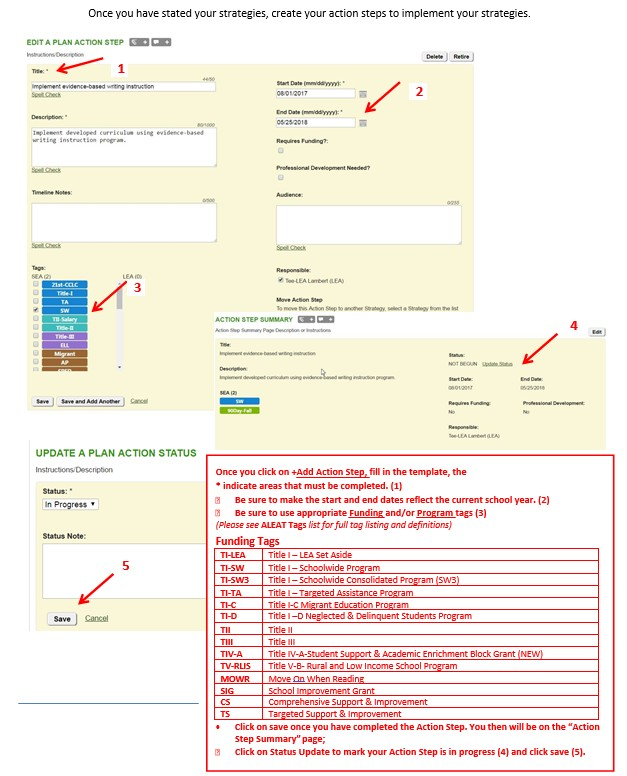 Once you have stated your strategies, create your action steps to implement your strategies.
EDIT A PLAN ACTION STEP
Instructions/Description
Delete Retire
Title: *
1
44/50
Implement evidence-based writing instruction
Spell Check
Description: *
80/1000
Implement developed curriculum using evidence-based
writing instruction program.
Spell Check
Timeline Notes:
0/500
Spell Check
Start Date (mm/dd/yyyy): *
08/01/2017
2
End Date (mm/dd/yyyy): *
05/25/2018
Requires Funding?:
Professional Development Needed?
Audience:
0/255
Spell Check
Tags:
SEA (2) LEA (0)
3
21st-CCLC
Title-I
TA
SW
TII-Salary
Title-II
Title-III
ELL
Migrant
AP
Responsible:
Tee-LEA Lambert (LEA)
Move Action Step
To move this Action Step to another Strategy, select a Strategy from the list
Save Save and Add Another Cancel
ACTION STEP SUMMARY
Action Step Summary Page Description or Instructions
4
Edit
Title:
Implement evidence-based writing instruction
Description:
Implement developed curriculum using evidence-based writing instruction program.
SEA (2)
SW
90Day-Fall
Status:
NOT BEGUN Update Status
Start Date: End Date:
08/01/2017 05/25/2018
Requires Funding: Professional Development:
No No
Responsible:
Tee-LEA Lambert (LEA)
UPDATE A PLAN ACTION STATUS
Instructions/Description
Status: *
In Progress
Status Note:
5
Save Cancel
Once you click on +Add Action Step, fill in the template, the
* indicate areas that must be completed. (1)
Be sure to make the start and end dates reflect the current school year. (2)
Be sure to use appropriate Funding and/or Program tags (3)
(Please see ALEAT Tags list for full tag listing and definitions)
Funding Tags
TI-LEA Title I – LEA Set Aside
TI-SW Title I – Schoolwide Program
TI-SW3 Title I – Schoolwide Consolidated Program (SW3)
TI-TA Title I – Targeted Assistance Program
TI-C Title I-C Migrant Education Program
TI-D Title I –D Neglected & Delinquent Students Program
TII Title II
TIII Title III
TIV-A Title IV-A-Student Support & Academic Enrichment Block Grant (NEW)
TV-RLIS Title V-B- Rural and Low Income School Program
MOWR Move On When Reading
SIG School Improvement Grant
CS Comprehensive Support & Improvement
TS Targeted Support & Improvement
• Click on save once you have completed the Action Step. You then will be on the “Action
Step Summary” page;
Click on Status Update to mark your Action Step is in progress (4) and click save (5).